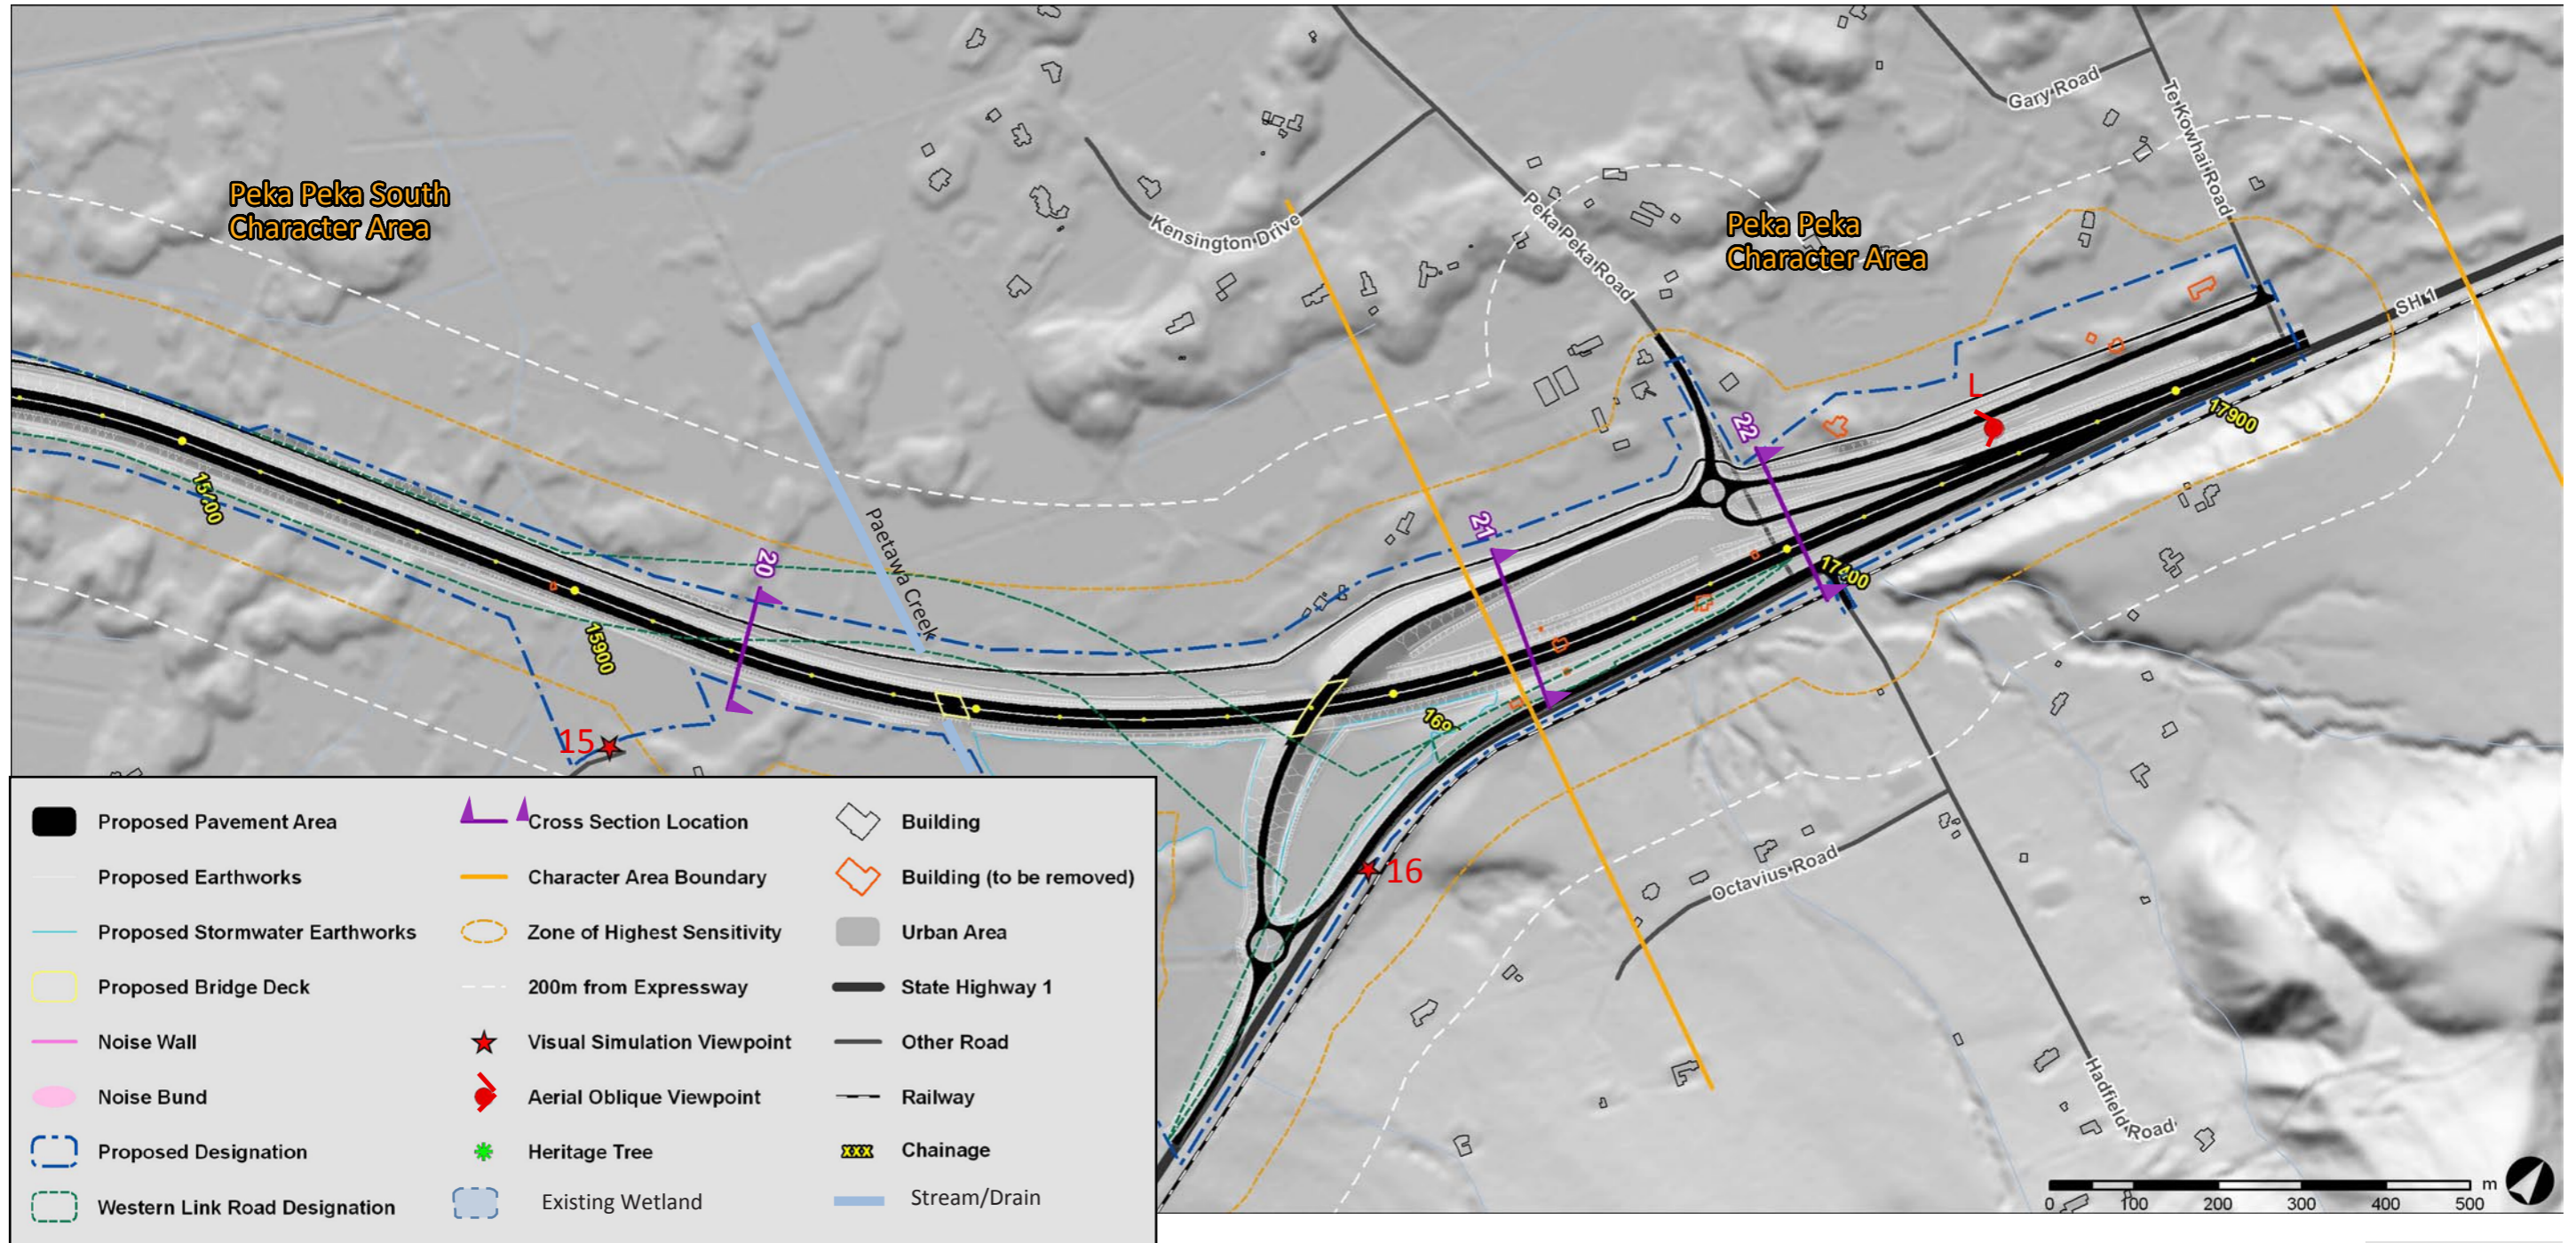 Gary Road
Te Kowhai Road
Peka Peka South
Character Area
Kensington Drive
Peka Peka Road
Peka Peka
Character Area
SH 1
L
17900
22
21
20
15400
Paetawa Creek
17400
15900
15
169
16
Octavius Road
Hadfield Road
Proposed Pavement Area
Proposed Earthworks
Proposed Stormwater Earthworks
Proposed Bridge Deck
Noise Wall
Noise Bund
Proposed Designation
Western Link Road Designation
Cross Section Location
Character Area Boundary
Zone of Highest Sensitivity
200m from Expressway
Visual Simulation Viewpoint
Aerial Oblique Viewpoint
Heritage Tree
Existing Wetland
Building
Building (to be removed)
Urban Area
State Highway 1
Other Road
Railway
XXX Chainage
Stream/Drain
m
0 100 200 300 400 500